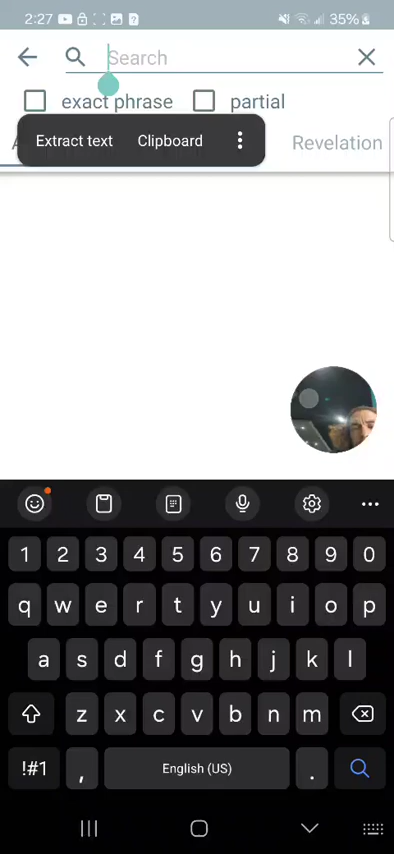 2:27 35%
Search
exact phrase partial
Extract text Clipboard
Revelation
1 2 3 4 5 6 7 8 9 0
q w e r t y u i o p
a s d f g h j k l
z x c v b n m
!#1 , English (US) .